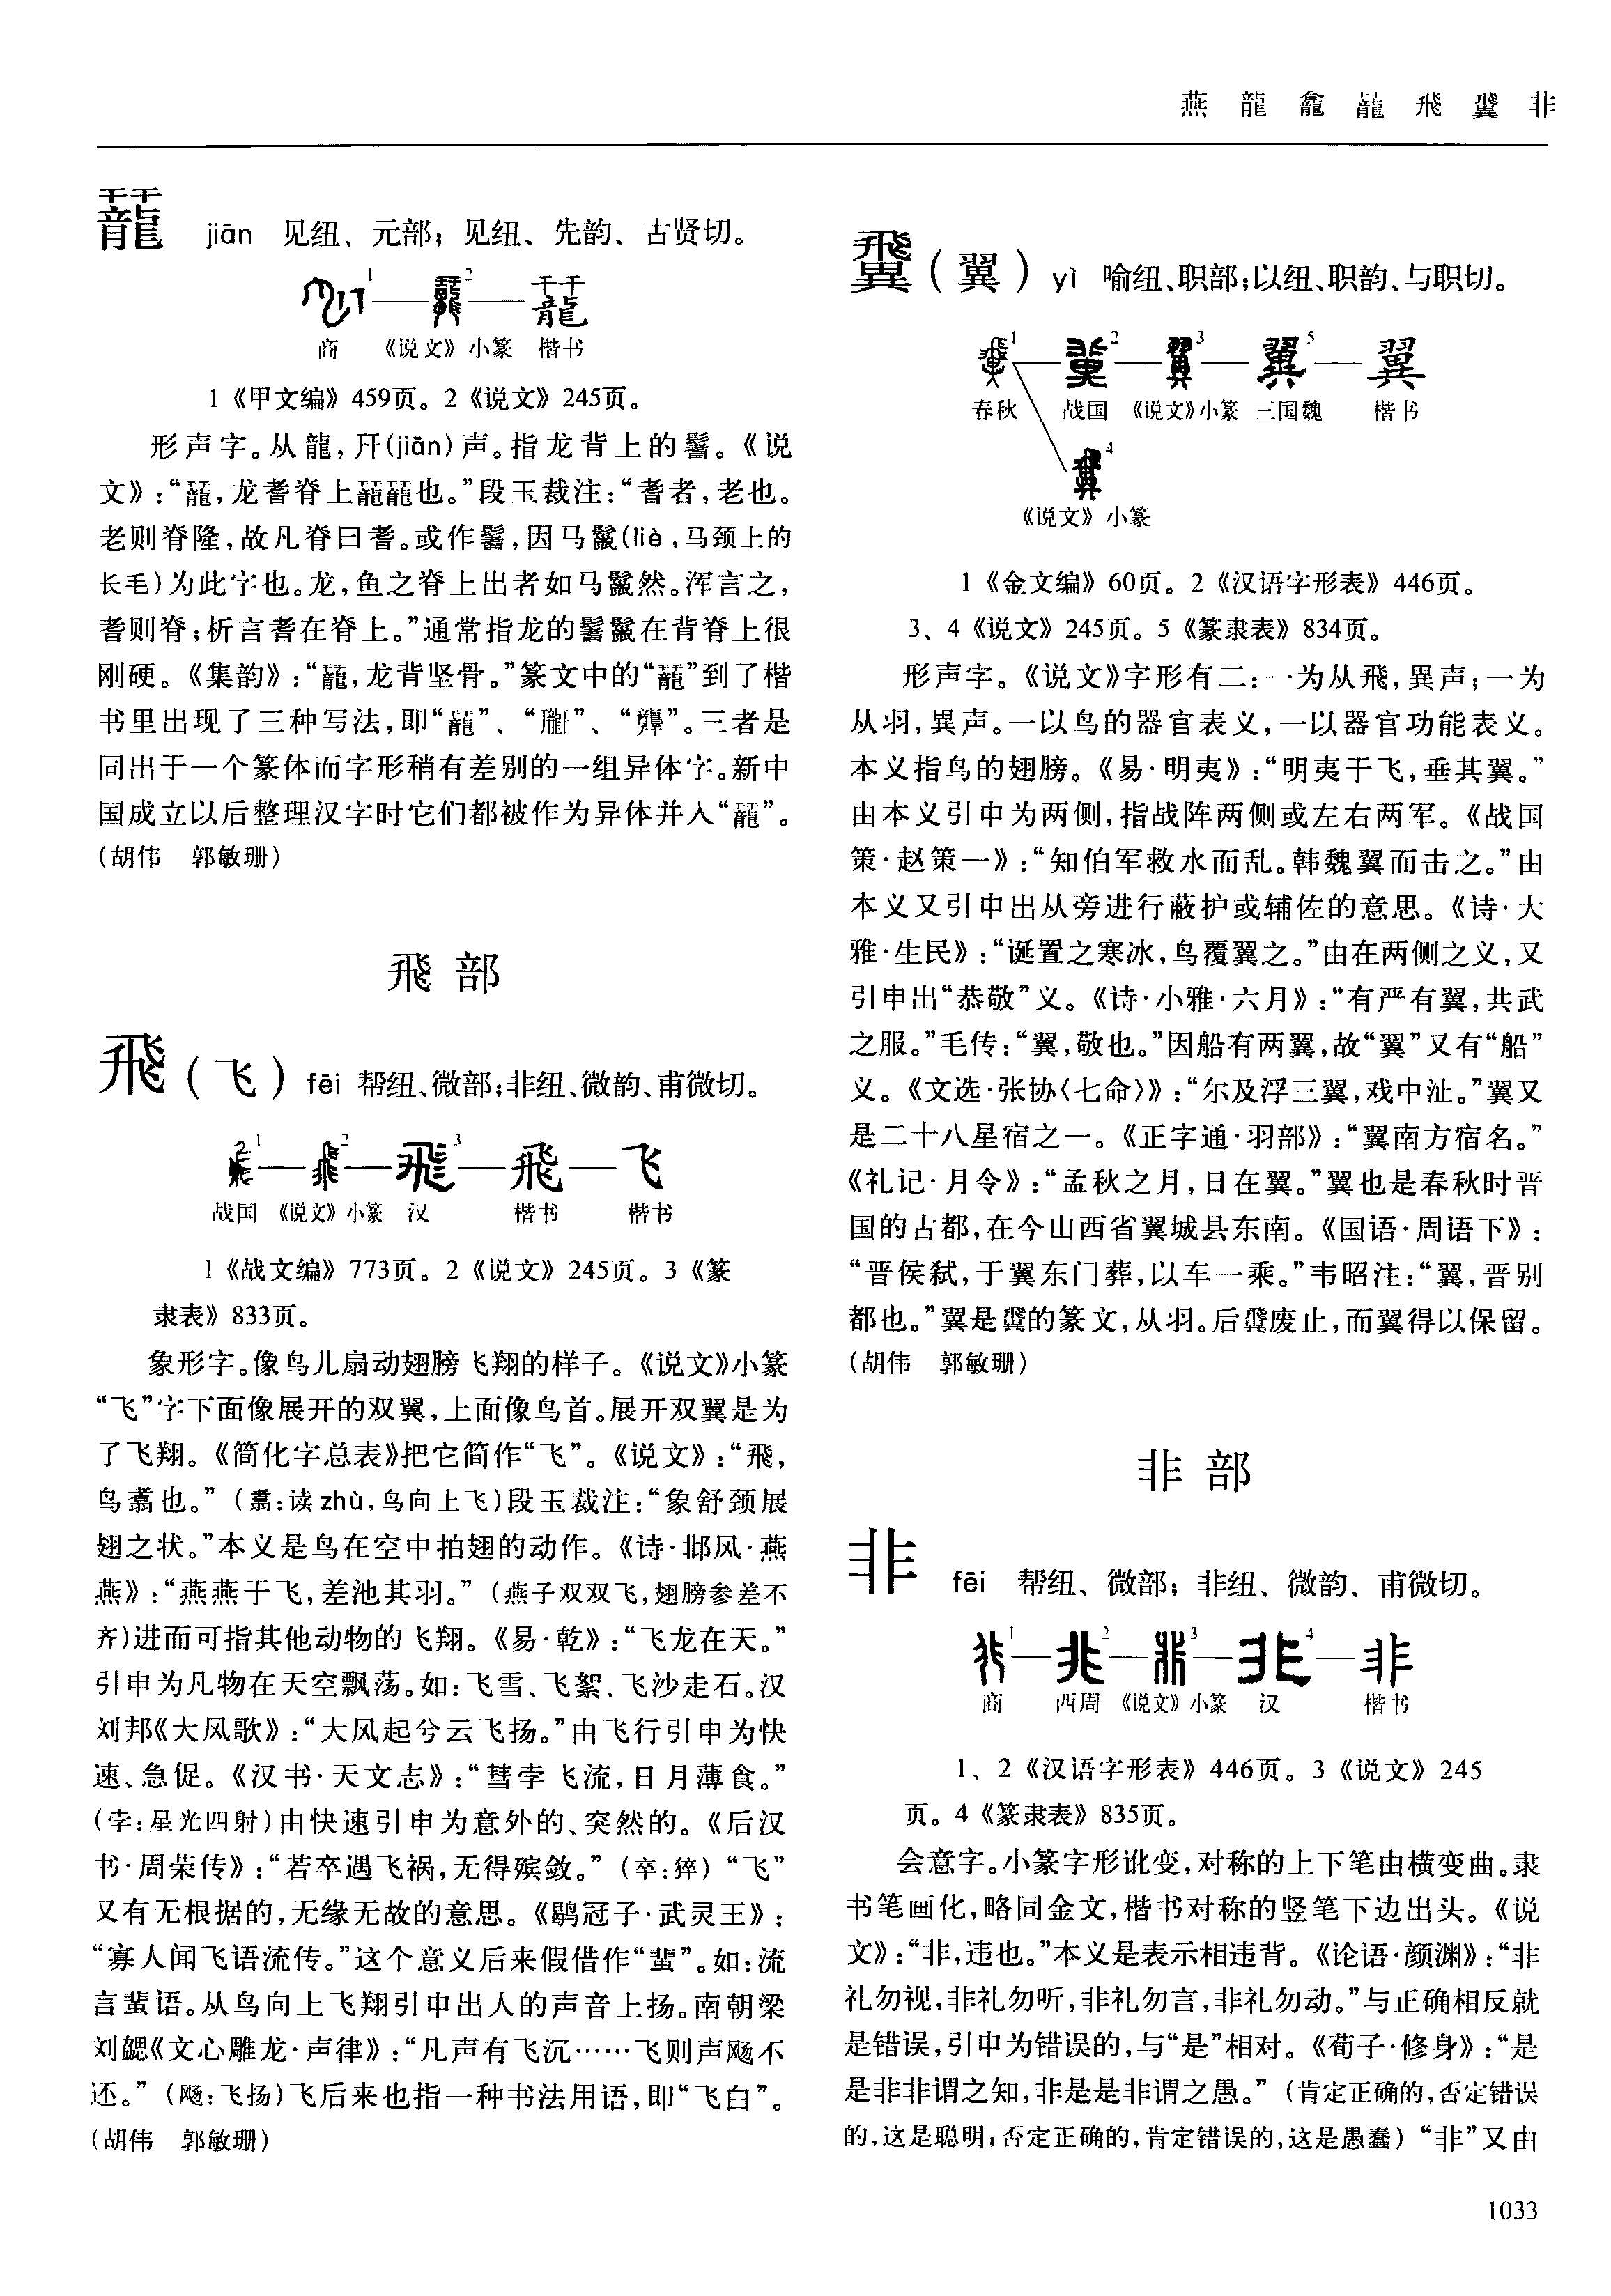 燕 龍 龕 䶬 飛 䬇 非
䶬 jiān 见纽、元部；见纽、先韵、古贤切。
1 2
商 《说文》小篆 楷书
1《甲文编》459页。2《说文》245页。
形声字。从龍，幵(jiān)声。指龙背上的鬐。《说
文》：“䶬，龙耆脊上䶬䶬也。”段玉裁注：“耆者，老也。
老则脊隆，故凡脊曰耆。或作鬐，因马鬣(liè，马颈上的
长毛)为此字也。龙，鱼之脊上出者如马鬣然。浑言之，
耆则脊；析言耆在脊上。”通常指龙的鬐鬣在背脊上很
刚硬。《集韵》：“䶬，龙背坚骨。”篆文中的“䶬”到了楷
书里出现了三种写法，即“䶬”、“”、“”。三者是
同出于一个篆体而字形稍有差别的一组异体字。新中
国成立以后整理汉字时它们都被作为异体并入“䶬”。
(胡伟 郭敏珊)
飛 部
飛(飞) fēi 帮纽、微部；非纽、微韵、甫微切。
1 2 3 飛 飞
战国 《说文》小篆 汉 楷书 楷书
1《战文编》773页。2《说文》245页。3《篆
隶表》833页。
象形字。像鸟儿扇动翅膀飞翔的样子。《说文》小篆
“飞”字下面像展开的双翼，上面像鸟首。展开双翼是为
了飞翔。《简化字总表》把它简作“飞”。《说文》：“飛，
鸟翥也。”(翥：读zhù，鸟向上飞)段玉裁注：“象舒颈展
翅之状。”本义是鸟在空中拍翅的动作。《诗·邶风·燕
燕》：“燕燕于飞，差池其羽。”(燕子双双飞，翅膀参差不
齐)进而可指其他动物的飞翔。《易·乾》：“飞龙在天。”
引申为凡物在天空飘荡。如：飞雪、飞絮、飞沙走石。汉
刘邦《大风歌》：“大风起兮云飞扬。”由飞行引申为快
速、急促。《汉书·天文志》：“彗孛飞流，日月薄食。”
(孛：星光四射)由快速引申为意外的、突然的。《后汉
书·周荣传》：“若卒遇飞祸，无得殡敛。”(卒：猝)“飞”
又有无根据的，无缘无故的意思。《鹖冠子·武灵王》：
“寡人闻飞语流传。”这个意义后来假借作“蜚”。如：流
言蜚语。从鸟向上飞翔引申出人的声音上扬。南朝梁
刘勰《文心雕龙·声律》：“凡声有飞沉……飞则声飏不
还。”(飏：飞扬)飞后来也指一种书法用语，即“飞白”。
(胡伟 郭敏珊)
䬇(翼) yì 喻纽、职部；以纽、职韵、与职切。
1 2 3 5 翼
春秋 战国 《说文》小篆 三国魏 楷书
4
《说文》小篆
1《金文编》60页。2《汉语字形表》446页。
3、4《说文》245页。5《篆隶表》834页。
形声字。《说文》字形有二：一为从飛，異声；一为
从羽，異声。一以鸟的器官表义，一以器官功能表义。
本义指鸟的翅膀。《易·明夷》：“明夷于飞，垂其翼。”
由本义引申为两侧，指战阵两侧或左右两军。《战国
策·赵策一》：“知伯军救水而乱。韩魏翼而击之。”由
本义又引申出从旁进行蔽护或辅佐的意思。《诗·大
雅·生民》：“诞置之寒冰，鸟覆翼之。”由在两侧之义，又
引申出“恭敬”义。《诗·小雅·六月》：“有严有翼，共武
之服。”毛传：“翼，敬也。”因船有两翼，故“翼”又有“船”
义。《文选·张协〈七命〉》：“尔及浮三翼，戏中沚。”翼又
是二十八星宿之一。《正字通·羽部》：“翼南方宿名。”
《礼记·月令》：“孟秋之月，日在翼。”翼也是春秋时晋
国的古都，在今山西省翼城县东南。《国语·周语下》：
“晋侯弑，于翼东门葬，以车一乘。”韦昭注：“翼，晋别
都也。”翼是䬇的篆文，从羽。后䬇废止，而翼得以保留。
(胡伟 郭敏珊)
非 部
非 fēi 帮纽、微部；非纽、微韵、甫微切。
1 2 3 4 非
商 西周 《说文》小篆 汉 楷书
1、2《汉语字形表》446页。3《说文》245
页。4《篆隶表》835页。
会意字。小篆字形讹变，对称的上下笔由横变曲。隶
书笔画化，略同金文，楷书对称的竖笔下边出头。《说
文》：“非，违也。”本义是表示相违背。《论语·颜渊》：“非
礼勿视，非礼勿听，非礼勿言，非礼勿动。”与正确相反就
是错误，引申为错误的，与“是”相对。《荀子·修身》：“是
是非非谓之知，非是是非谓之愚。”(肯定正确的，否定错误
的，这是聪明；否定正确的，肯定错误的，这是愚蠢)“非”又由
1033